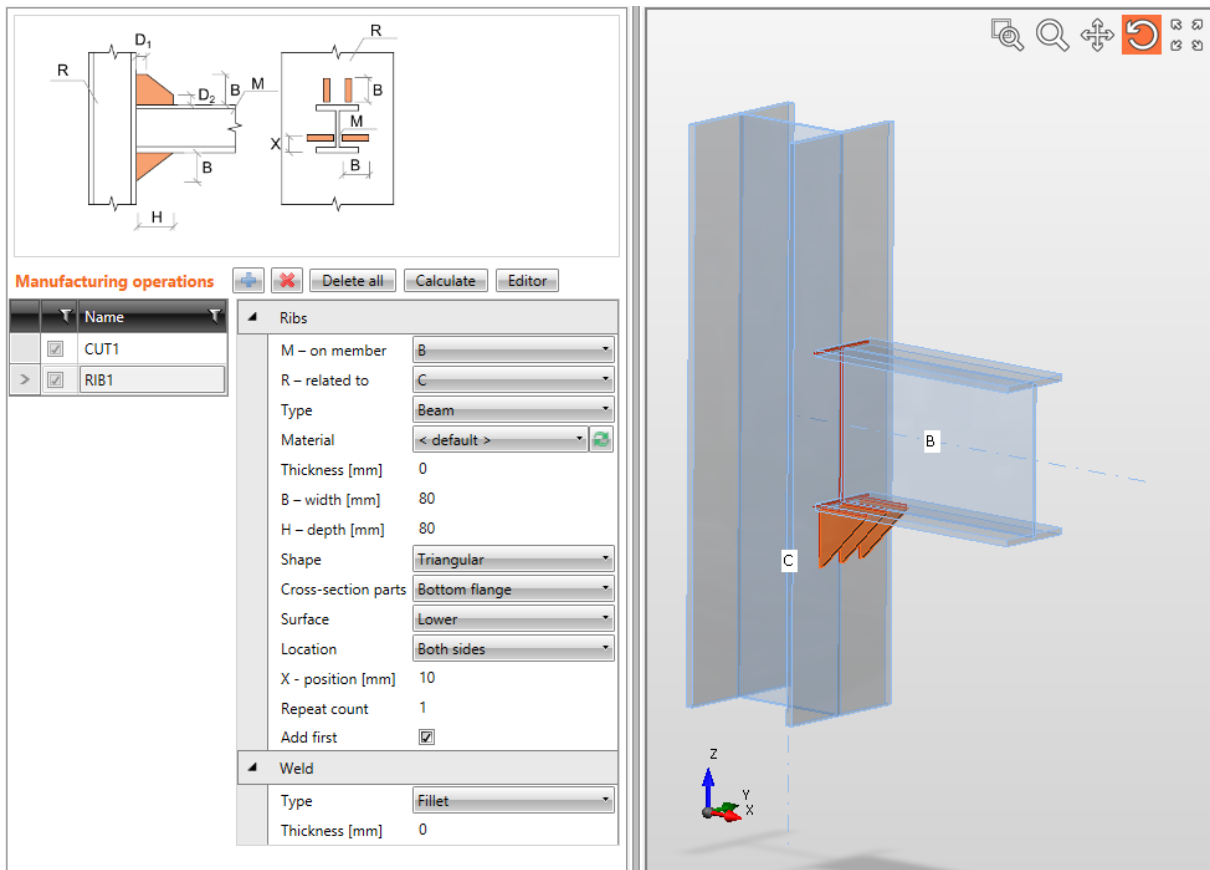 D1
R
B
M
D2
B
H
R
B
M
X
B
Manufacturing operations
Delete all
Calculate
Editor
Name
CUT1
RIB1
Ribs
M – on member B
R – related to C
Type Beam
Material < default >
Thickness [mm] 0
B – width [mm] 80
H – depth [mm] 80
Shape Triangular
Cross-section parts Bottom flange
Surface Lower
Location Both sides
X - position [mm] 10
Repeat count 1
Add first
Weld
Type Fillet
Thickness [mm] 0
B
C
Z
Y
X